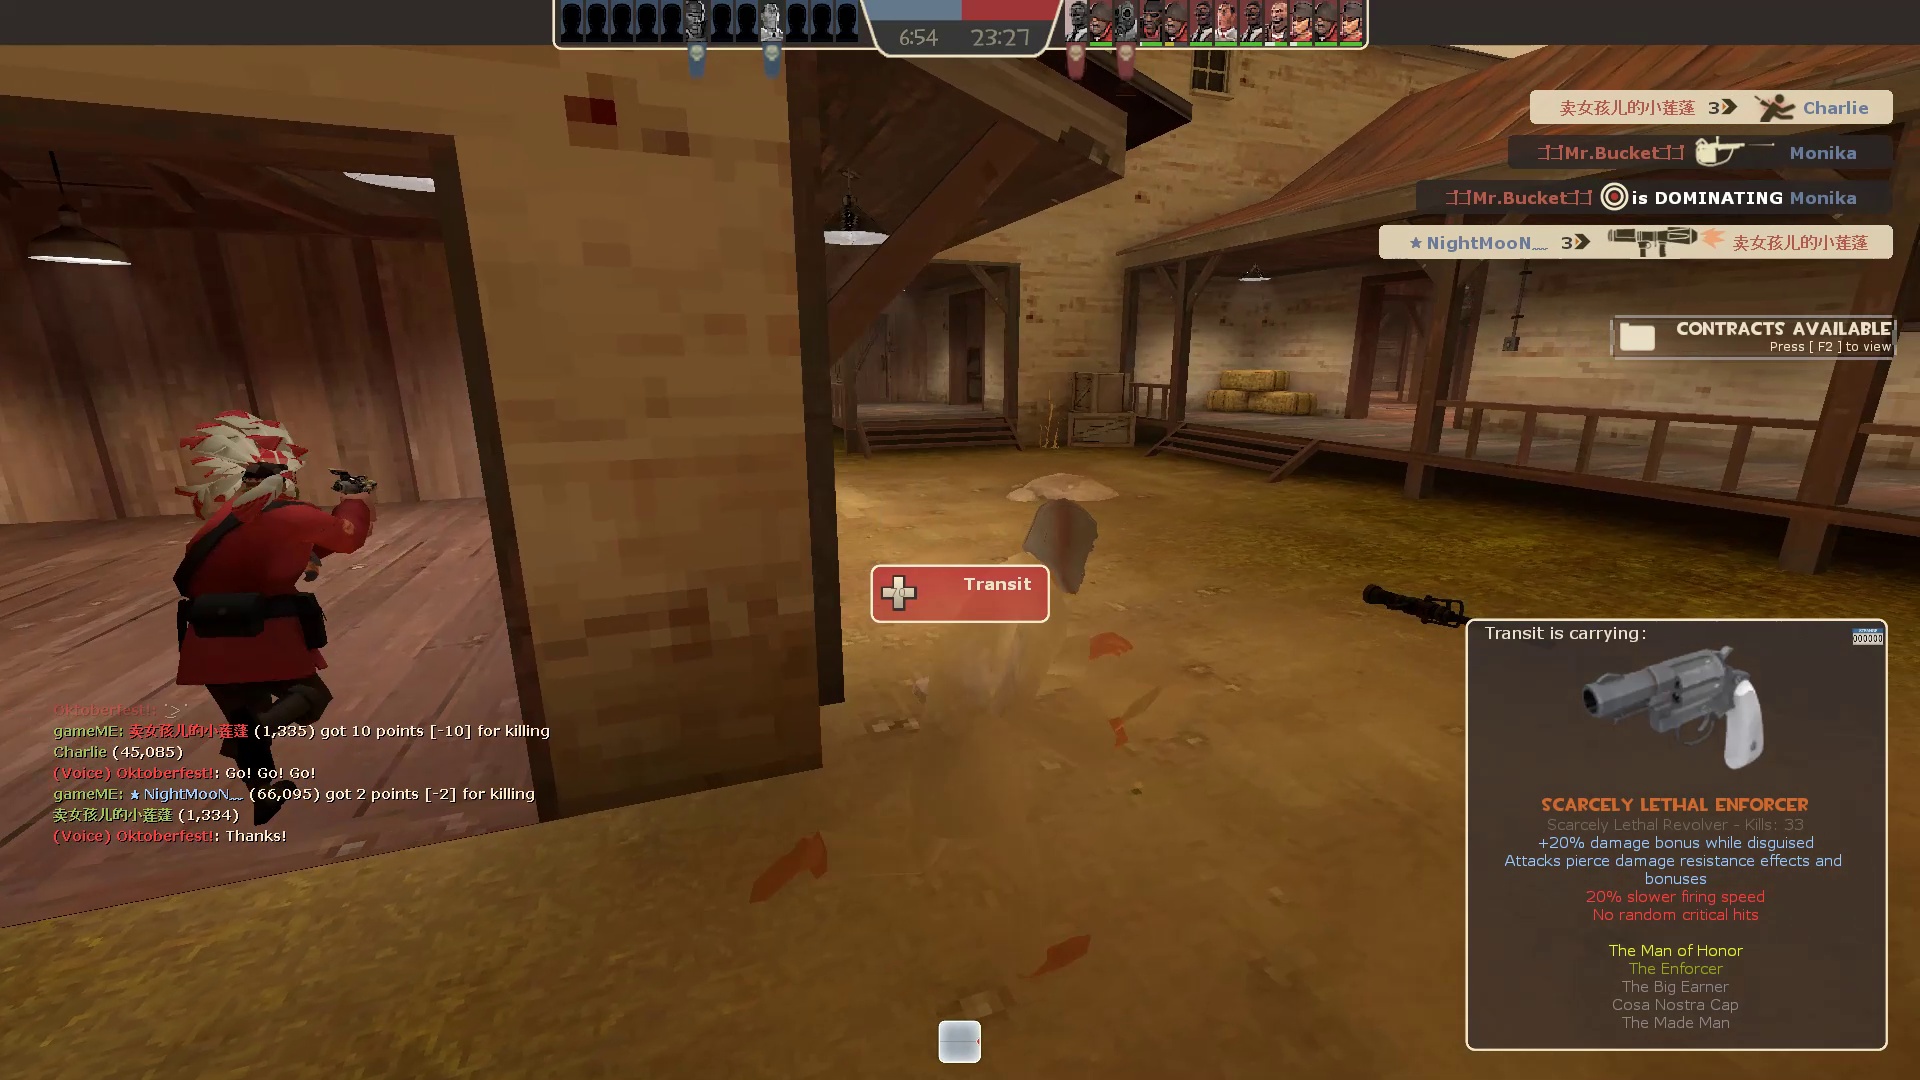 6:54 23:27
卖女孩儿的小莲蓬 3 Charlie
Mr.Bucket Monika
Mr.Bucket is DOMINATING Monika
★NightMooN 3 卖女孩儿的小莲蓬
CONTRACTS AVAILABLE
Press [ F2 ] to view
Transit
Transit is carrying:
000000
SCARCELY LETHAL ENFORCER
Scarcely Lethal Revolver - Kills: 33
+20% damage bonus while disguised
Attacks pierce damage resistance effects and
bonuses
20% slower firing speed
No random critical hits
The Man of Honor
The Enforcer
The Big Earner
Cosa Nostra Cap
The Made Man
Oktoberfest!: >
gameME: 卖女孩儿的小莲蓬 (1,335) got 10 points [-10] for killing
Charlie (45,085)
(Voice) Oktoberfest!: Go! Go! Go!
gameME: ★NightMooN (66,095) got 2 points [-2] for killing
卖女孩儿的小莲蓬 (1,334)
(Voice) Oktoberfest!: Thanks!